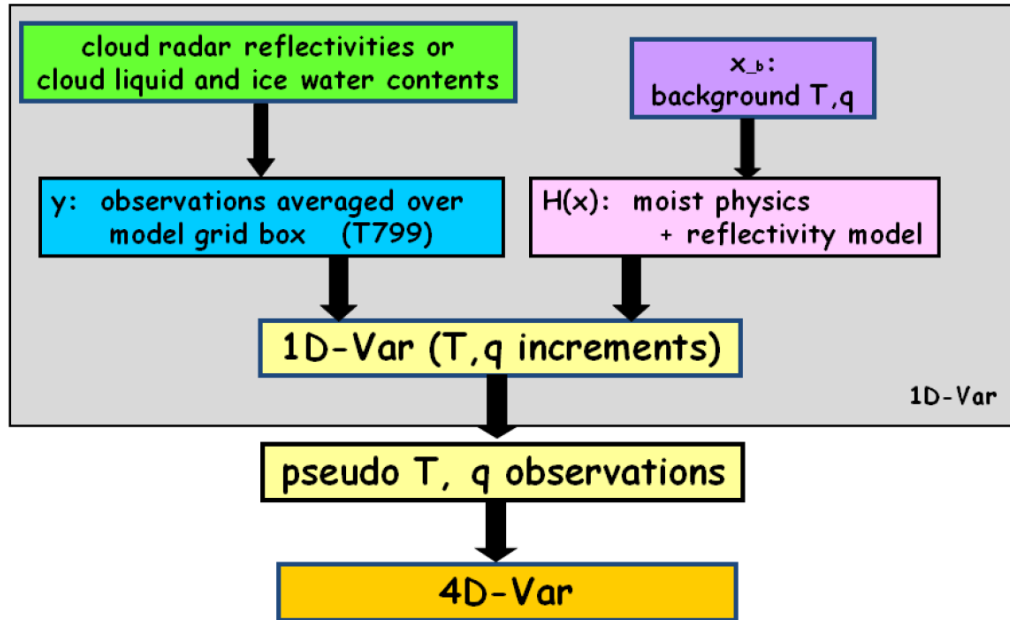 cloud radar reflectivities or
cloud liquid and ice water contents
x_b:
background T,q
y: observations averaged over
model grid box (T799)
H(x): moist physics
+ reflectivity model
1D-Var (T,q increments)
1D-Var
pseudo T, q observations
4D-Var